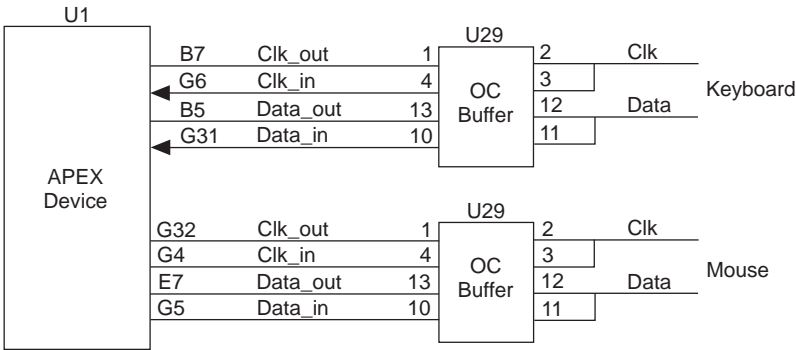 U1
U29
B7 Clk_out 1 2 Clk
G6 Clk_in 4 3
OC
Buffer
Keyboard
B5 Data_out 13 12 Data
G31 Data_in 10 11
APEX
Device
U29
G32 Clk_out 1 2 Clk
G4 Clk_in 4 3
OC
Buffer
Mouse
E7 Data_out 13 12 Data
G5 Data_in 10 11